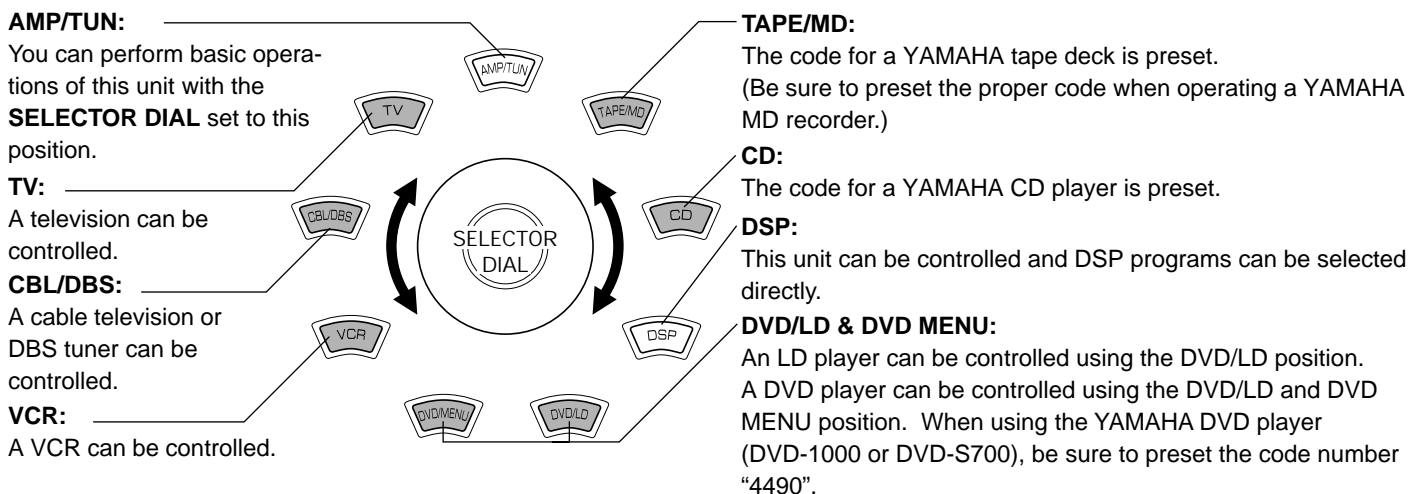 AMP/TUN:
You can perform basic opera-
tions of this unit with the
SELECTOR DIAL set to this
position.
TV:
A television can be
controlled.
CBL/DBS:
A cable television or
DBS tuner can be
controlled.
VCR:
A VCR can be controlled.
AMP/TUN
TV
TAPE/MD
CBL/DBS
CD
SELECTOR
DIAL
VCR
DSP
DVD/MENU
DVD/LD
TAPE/MD:
The code for a YAMAHA tape deck is preset.
(Be sure to preset the proper code when operating a YAMAHA
MD recorder.)
CD:
The code for a YAMAHA CD player is preset.
DSP:
This unit can be controlled and DSP programs can be selected
directly.
DVD/LD & DVD MENU:
An LD player can be controlled using the DVD/LD position.
A DVD player can be controlled using the DVD/LD and DVD
MENU position.  When using the YAMAHA DVD player
(DVD-1000 or DVD-S700), be sure to preset the code number
“4490”.